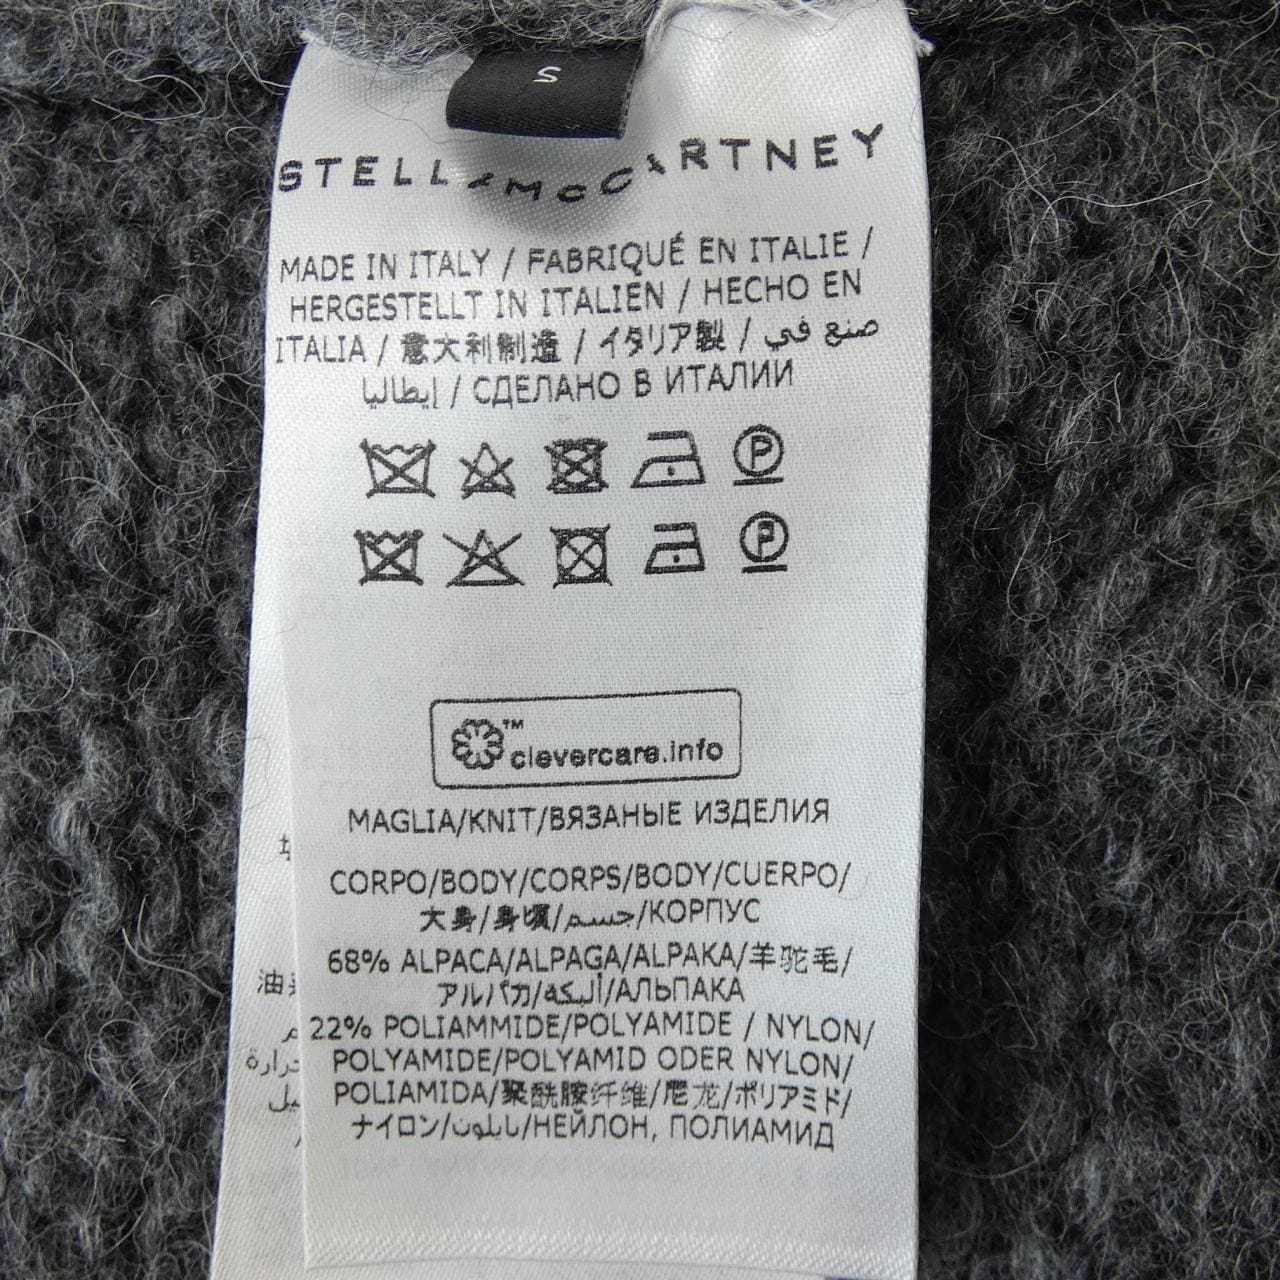 S
STELLA McCARTNEY
MADE IN ITALY / FABRIQUÉ EN ITALIE /
HERGESTELLT IN ITALIEN / HECHO EN
ITALIA / 意大利制造 / イタリア製 / صنع في
إيطاليا / СДЕЛАНО В ИТАЛИИ
P
P
™
clevercare.info
MAGLIA/KNIT/ВЯЗАНЫЕ ИЗДЕЛИЯ
CORPO/BODY/CORPS/BODY/CUERPO/
大身/身頃/جسم/КОРПУС
68% ALPACA/ALPAGA/ALPAKA/羊驼毛/
アルパカ/ألبكة/АЛЬПАКА
22% POLIAMMIDE/POLYAMIDE / NYLON/
POLYAMIDE/POLYAMID ODER NYLON/
POLIAMIDA/聚酰胺纤维/尼龙/ポリアミド/
ナイロン/نايلون/НЕЙЛОН, ПОЛИАМИД